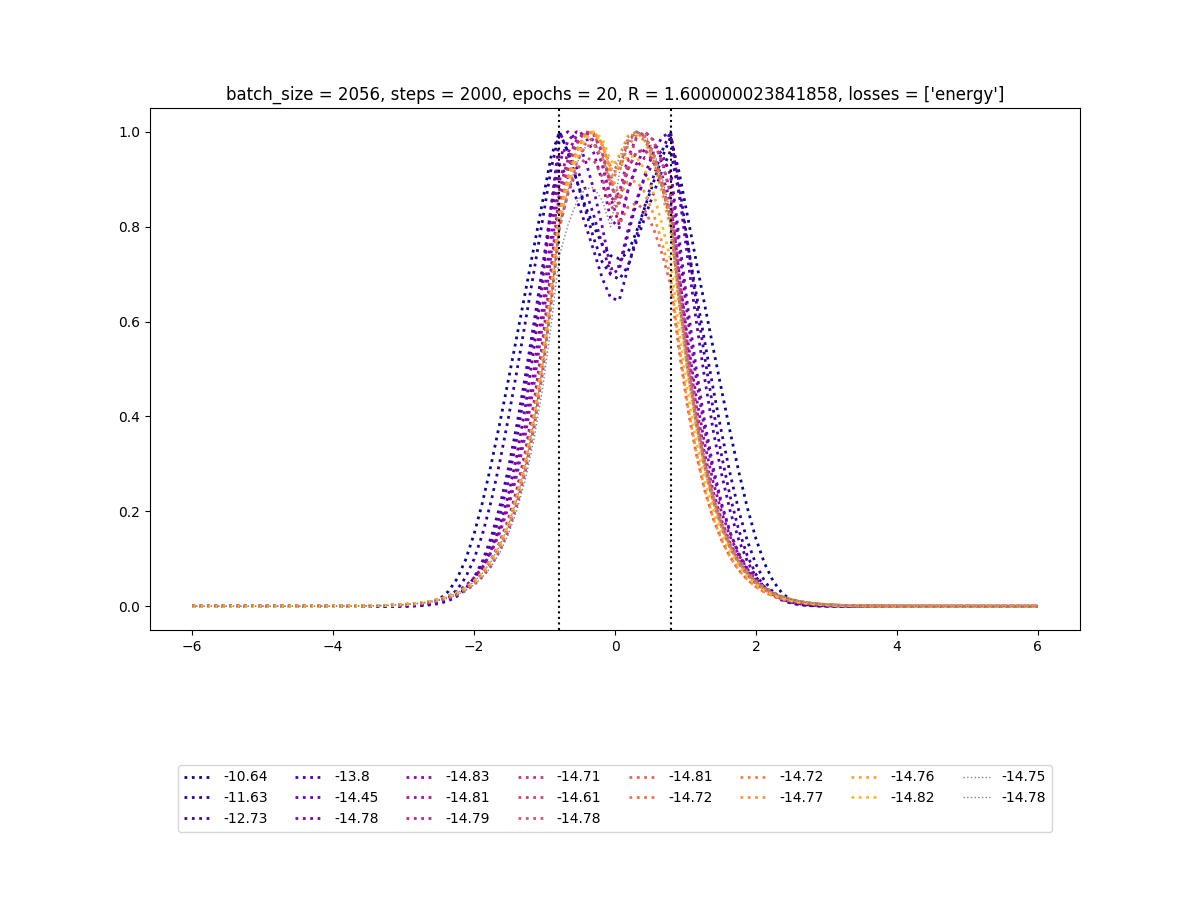 batch_size = 2056, steps = 2000, epochs = 20, R = 1.600000023841858, losses = ['energy']
1.0
0.8
0.6
0.4
0.2
0.0
−6 −4 −2 0 2 4 6
-10.64 -13.8 -14.83 -14.71 -14.81 -14.72 -14.76 -14.75
-11.63 -14.45 -14.81 -14.61 -14.72 -14.77 -14.82 -14.78
-12.73 -14.78 -14.79 -14.78